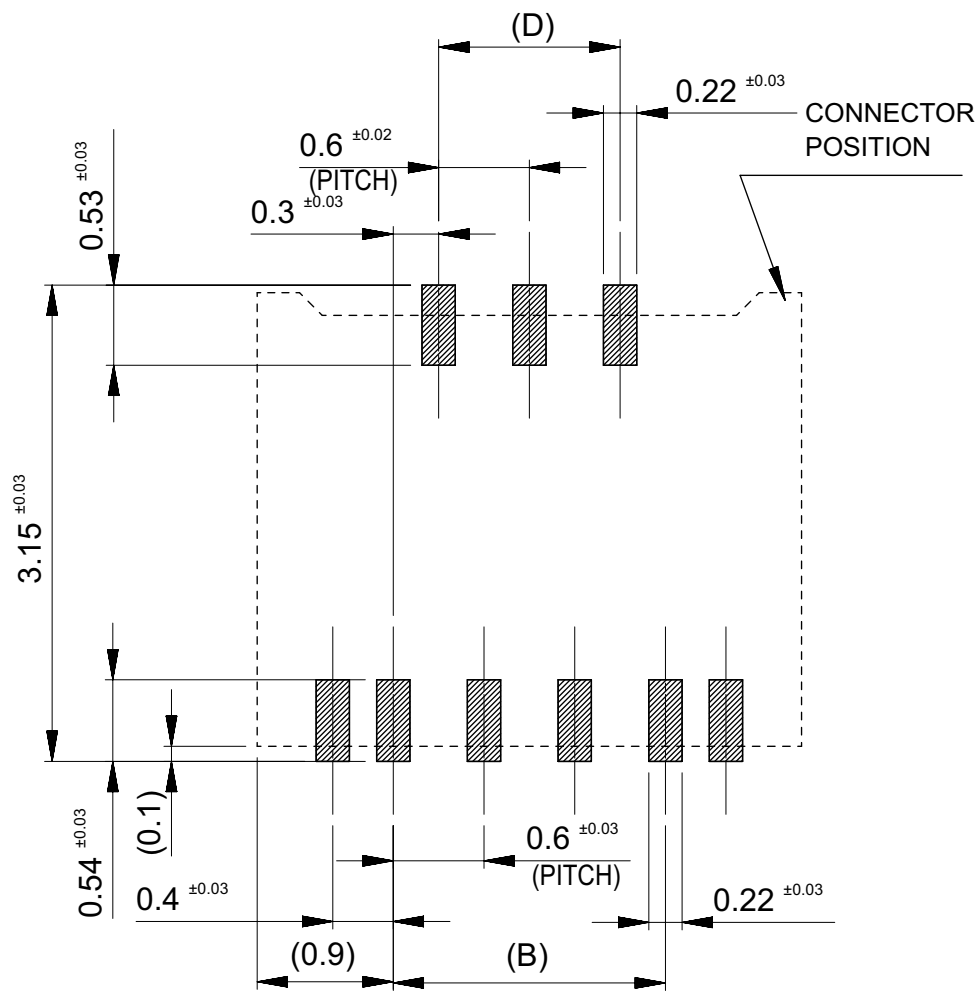 (D)
0.22 ±0.03
CONNECTOR
POSITION
0.6 ±0.02
(PITCH)
0.53 ±0.03
0.3 ±0.03
3.15 ±0.03
0.54 ±0.03
(0.1)
0.6 ±0.03
(PITCH)
0.4 ±0.03
0.22 ±0.03
(0.9)
(B)